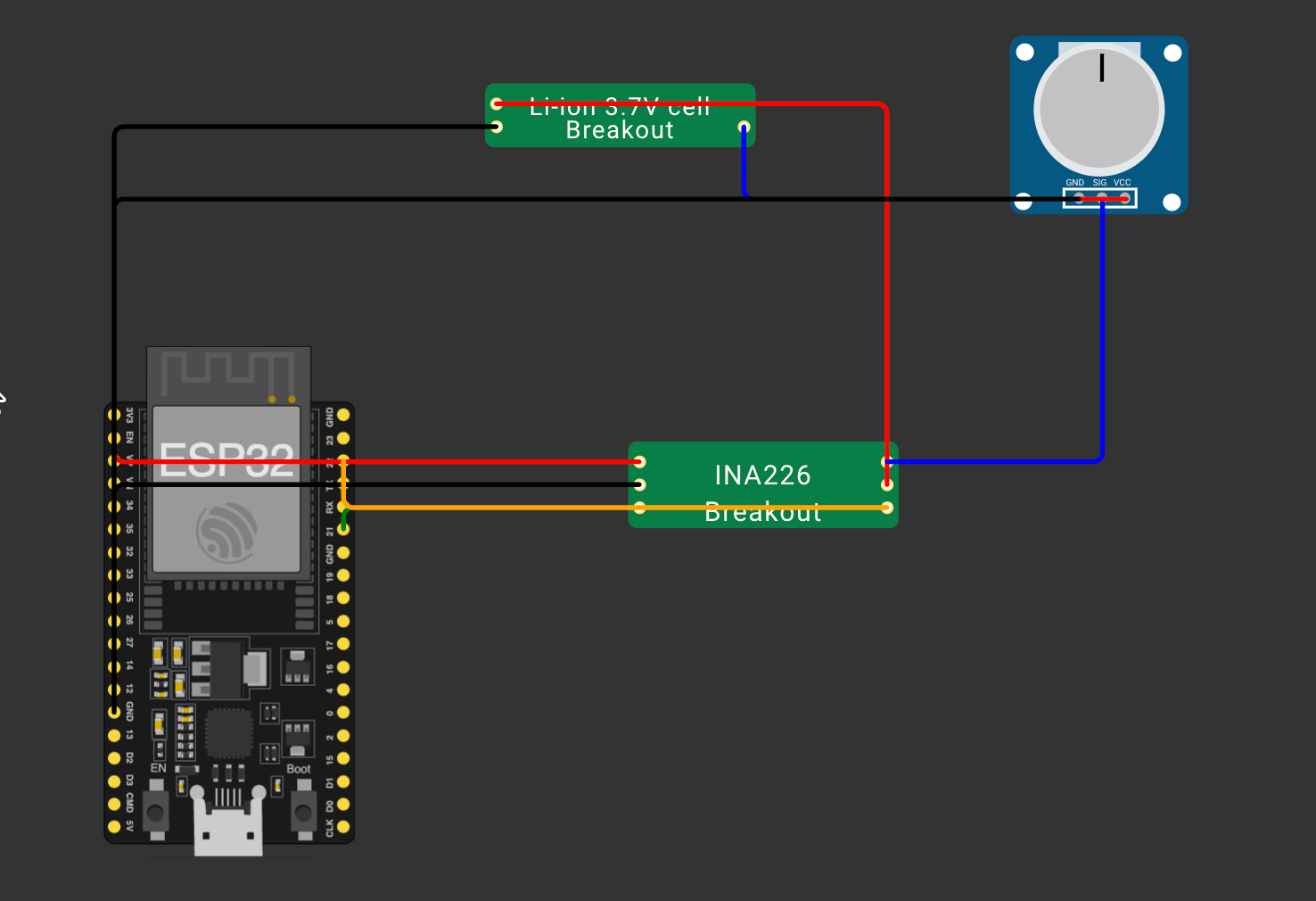 Li-ion 3.7V cell
Breakout
GND SIG VCC
ESP32
INA226
Breakout
3V3
EN
34
35
32
33
25
26
27
14
12
GND
13
D2
D3
CMD
5V
GND
23
22
TX
RX
21
GND
19
18
5
17
16
4
0
2
15
D1
D0
CLK
EN
Boot